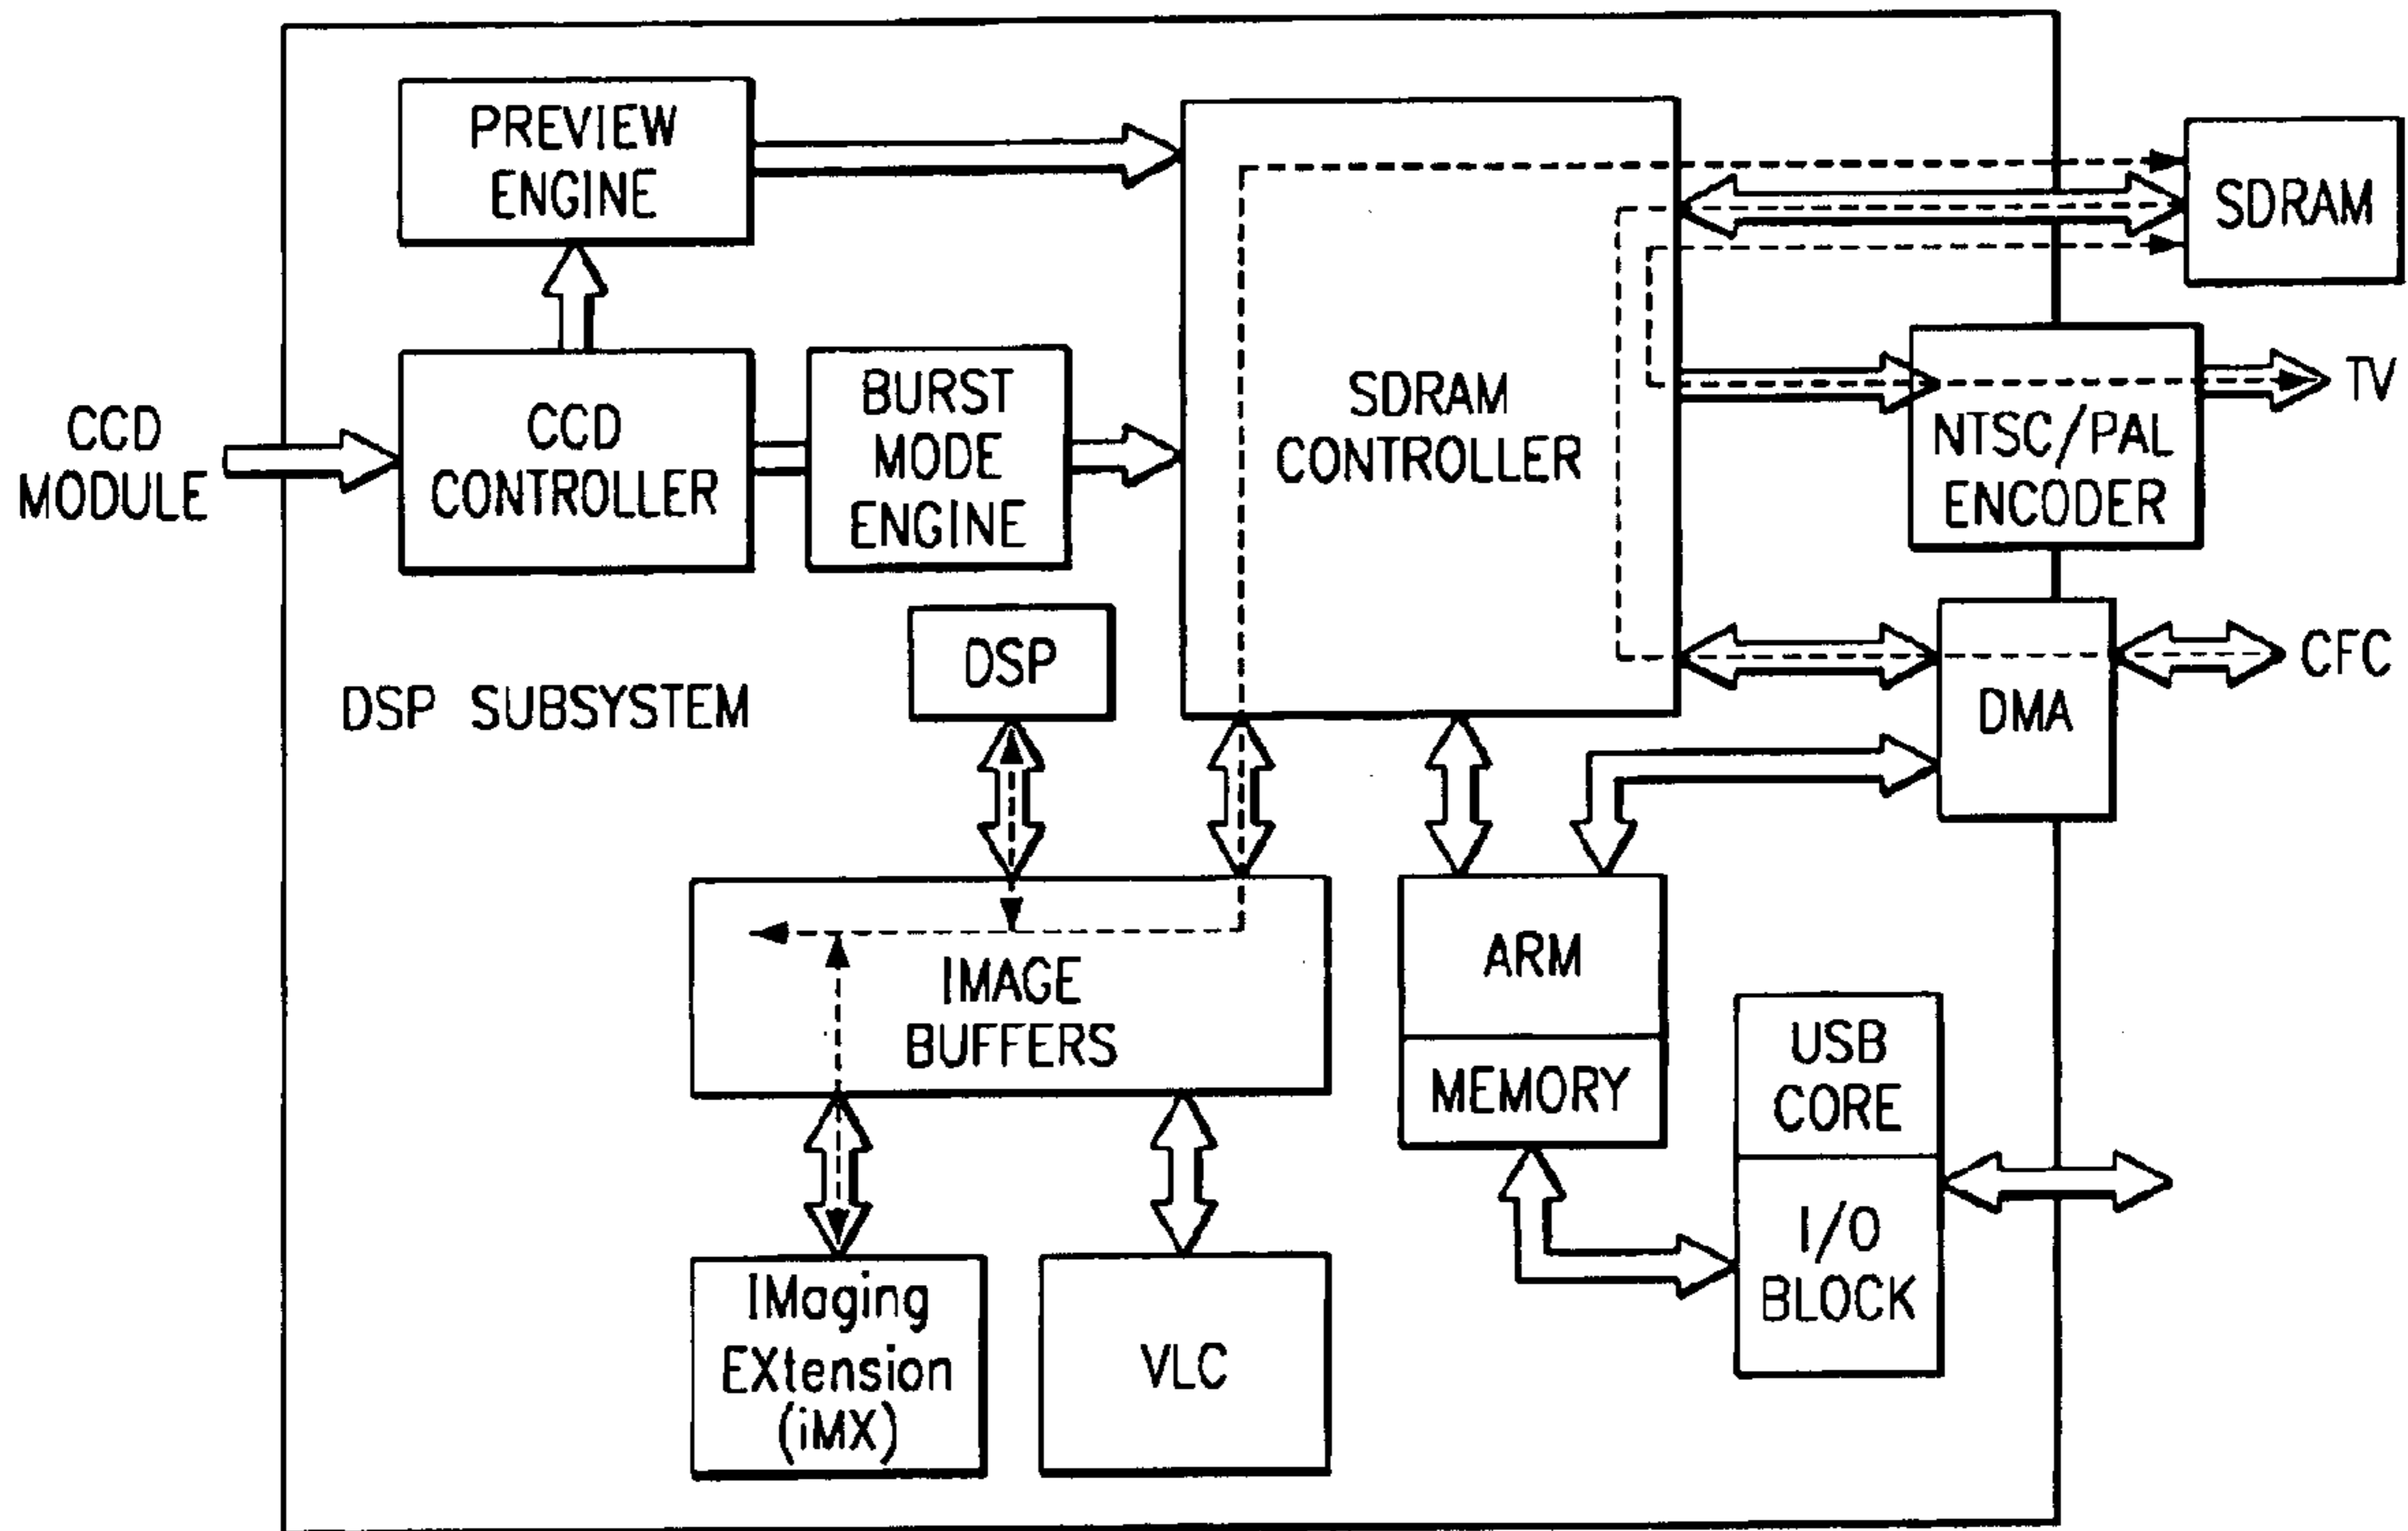 PREVIEW
ENGINE
SDRAM
CCD
MODULE
CCD
CONTROLLER
BURST
MODE
ENGINE
SDRAM
CONTROLLER
NTSC/PAL
ENCODER
TV
DSP SUBSYSTEM
DSP
DMA
CFC
IMAGE
BUFFERS
ARM
MEMORY
USB
CORE
I/O
BLOCK
IMaging
EXtension
(iMX)
VLC